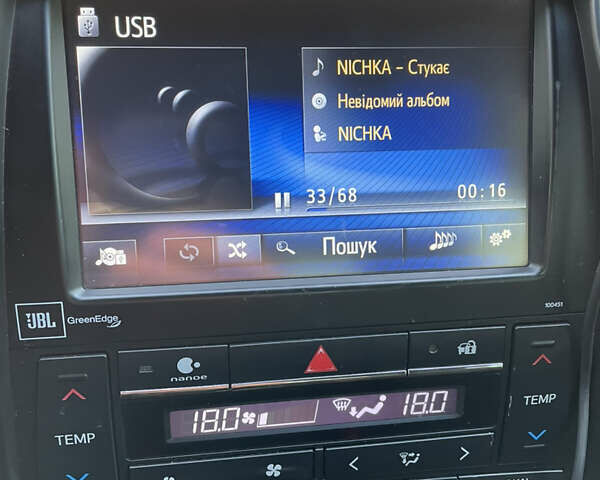 USB
NICHKA – Стукає
Невідомий альбом
NICHKA
33/68 00:16
Пошук
JBL GreenEdge
100451
nanoe
TEMP
18.0 18.0
TEMP